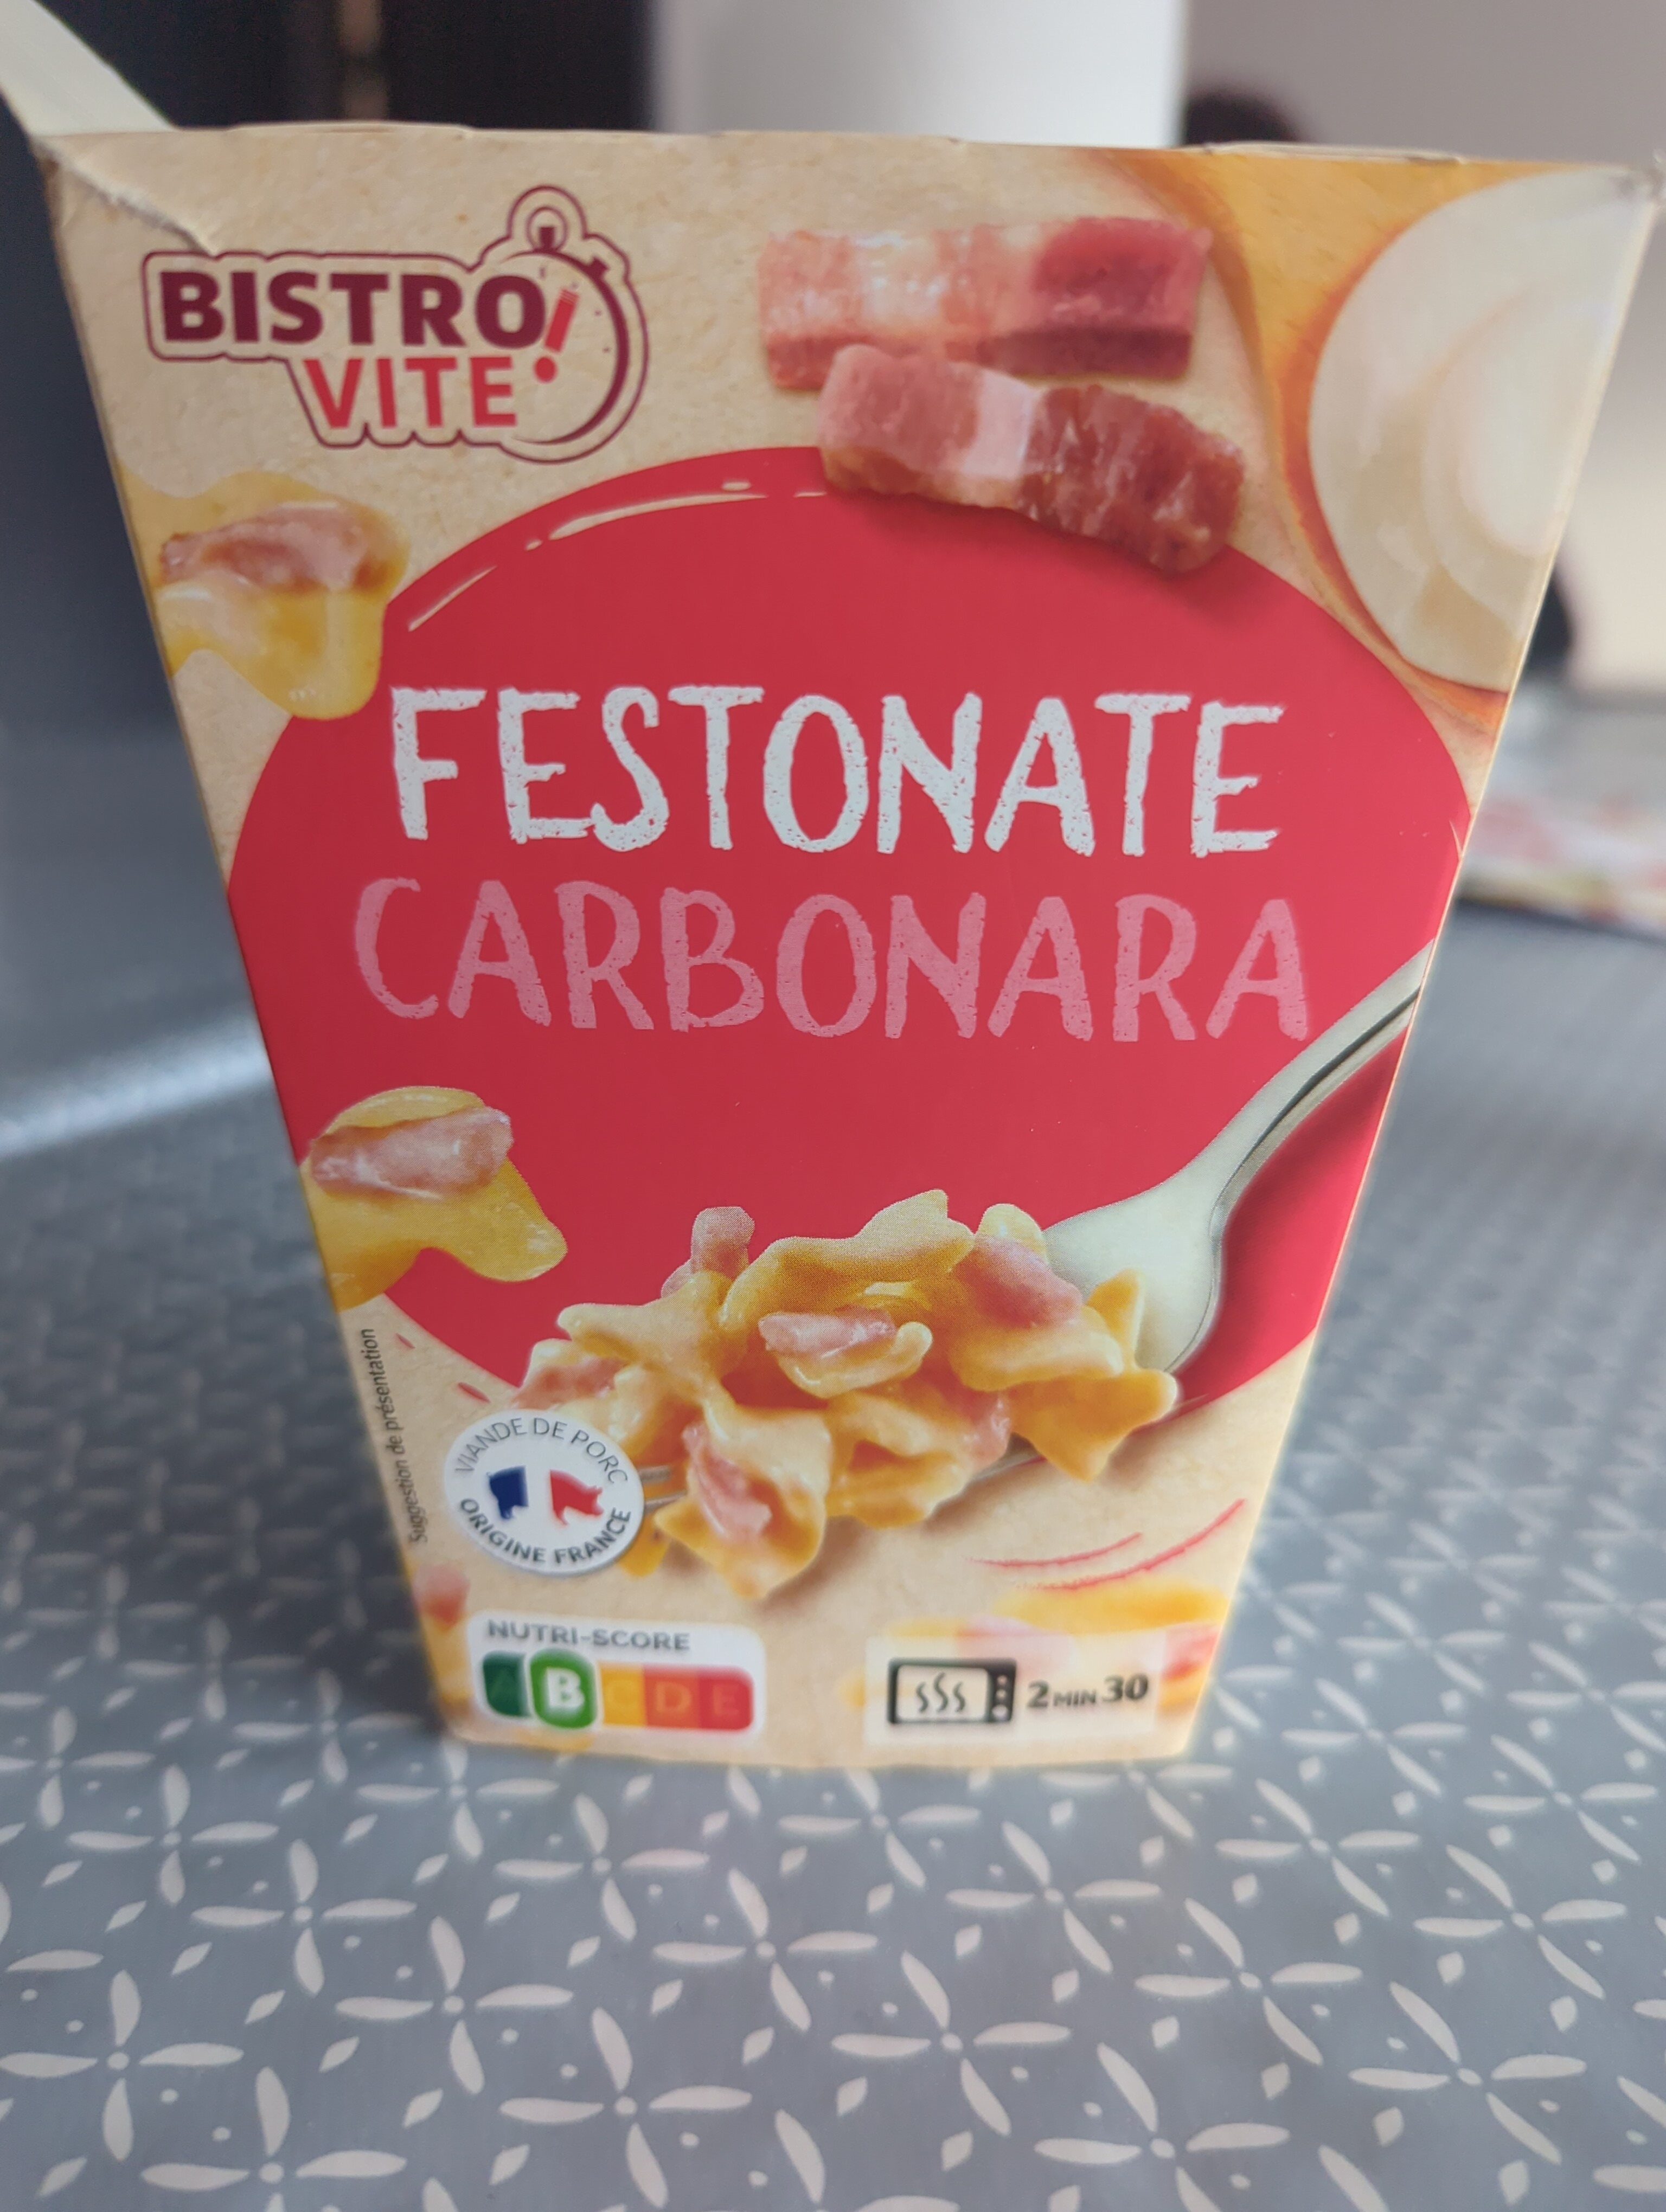 BISTRO
VITE!
FESTONATE
CARBONARA
Suggestion de présentation
VIANDE DE PORC
ORIGINE FRANCE
NUTRI-SCORE
A B C D E
2 MIN 30